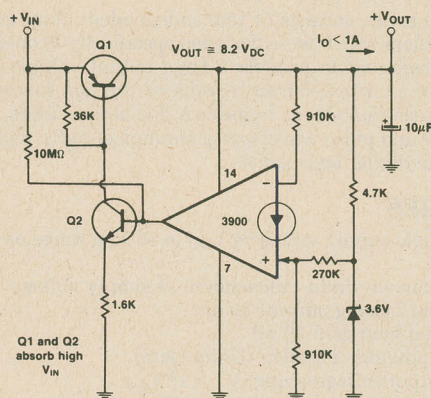 + VIN
+ VOUT
Q1
VOUT ≅ 8.2 VDC
IO < 1A
36K
910K
10µF
10MΩ
14
4.7K
Q2
−
3900
+
7
270K
1.6K
910K
3.6V
Q1 and Q2
absorb high
VIN